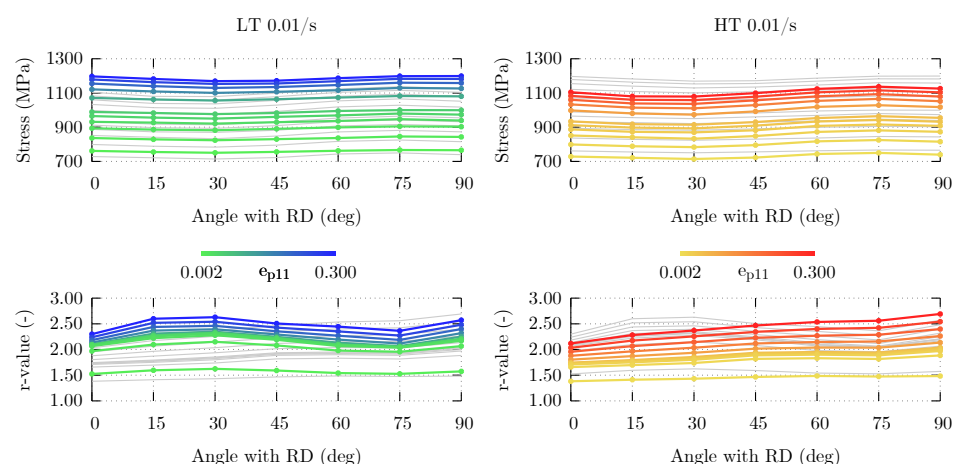 LT 0.01/s
HT 0.01/s
Stress (MPa)
1300
1100
900
700
0 15 30 45 60 75 90
Angle with RD (deg)
Stress (MPa)
1300
1100
900
700
0 15 30 45 60 75 90
Angle with RD (deg)
0.002 ep11 0.300
0.002 ep11 0.300
r-value (-)
3.00
2.50
2.00
1.50
1.00
0 15 30 45 60 75 90
Angle with RD (deg)
r-value (-)
3.00
2.50
2.00
1.50
1.00
0 15 30 45 60 75 90
Angle with RD (deg)